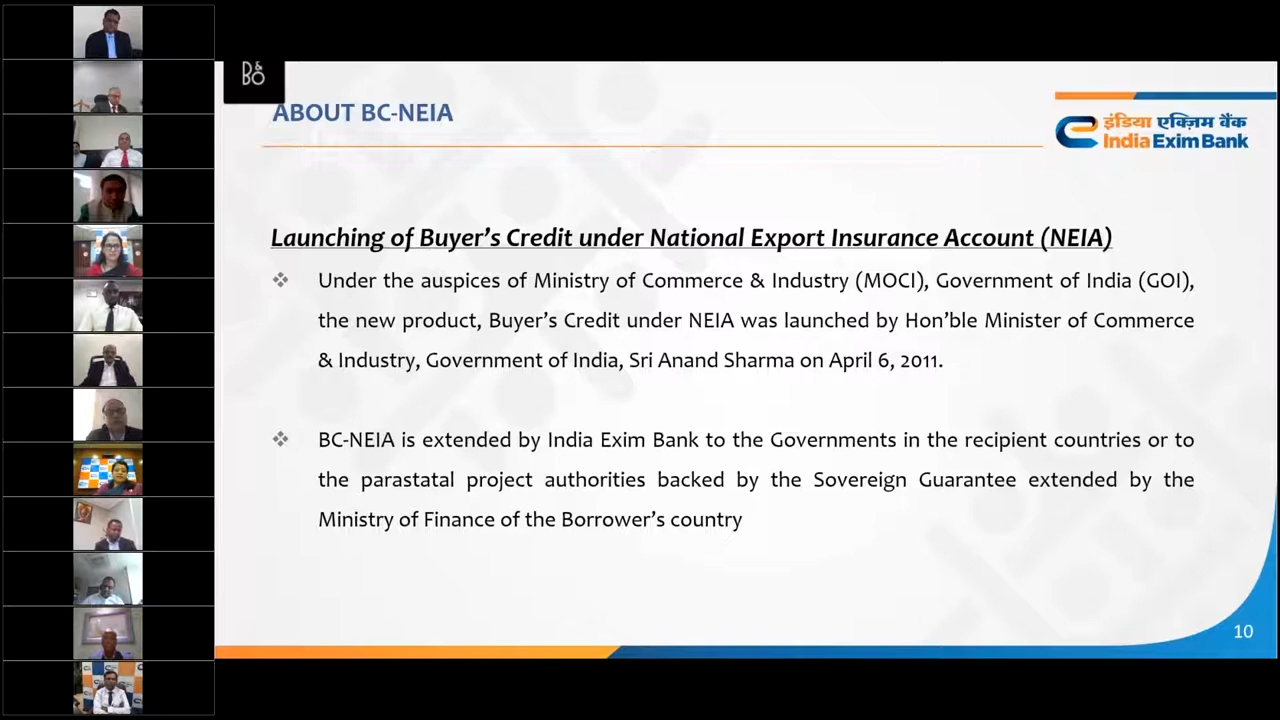 B&O
ABOUT BC-NEIA
इंडिया एक्ज़िम बैंक
India Exim Bank
Launching of Buyer's Credit under National Export Insurance Account (NEIA)
Under the auspices of Ministry of Commerce & Industry (MOCI), Government of India (GOI),
the new product, Buyer's Credit under NEIA was launched by Hon'ble Minister of Commerce
& Industry, Government of India, Sri Anand Sharma on April 6, 2011.
BC-NEIA is extended by India Exim Bank to the Governments in the recipient countries or to
the parastatal project authorities backed by the Sovereign Guarantee extended by the
Ministry of Finance of the Borrower's country
10